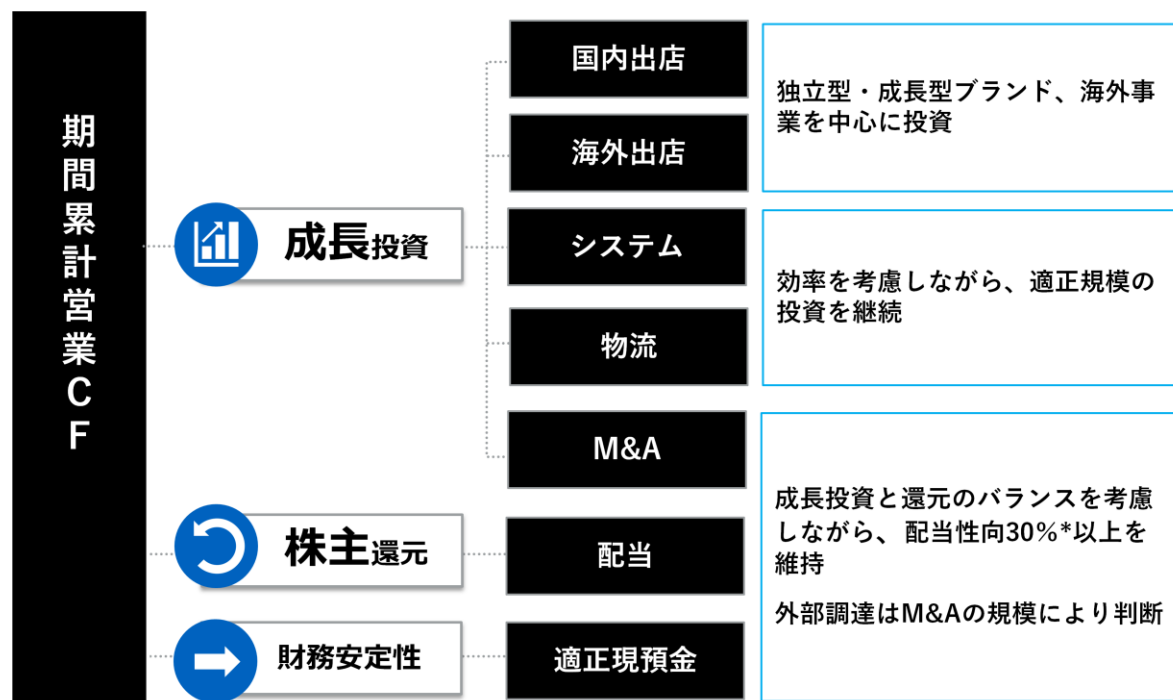 期間累計営業CF
成長投資
株主還元
財務安定性
国内出店
海外出店
システム
物流
M&A
配当
適正現預金
独立型・成長型ブランド、海外事
業を中心に投資
効率を考慮しながら、適正規模の
投資を継続
成長投資と還元のバランスを考慮
しながら、配当性向30%*以上を
維持
外部調達はM&Aの規模により判断